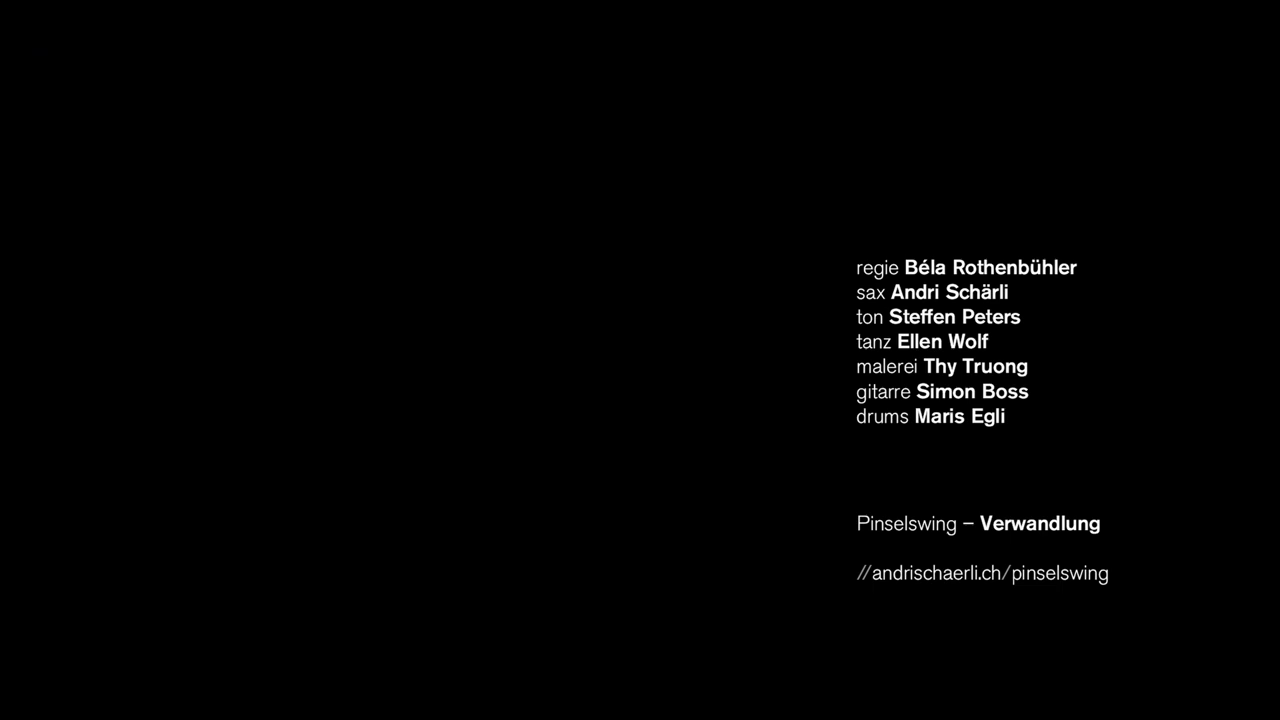 regie Béla Rothenbühler
sax Andri Schärli
ton Steffen Peters
tanz Ellen Wolf
malerei Thy Truong
gitarre Simon Boss
drums Maris Egli
Pinselswing – Verwandlung
//andrischaerli.ch/pinselswing